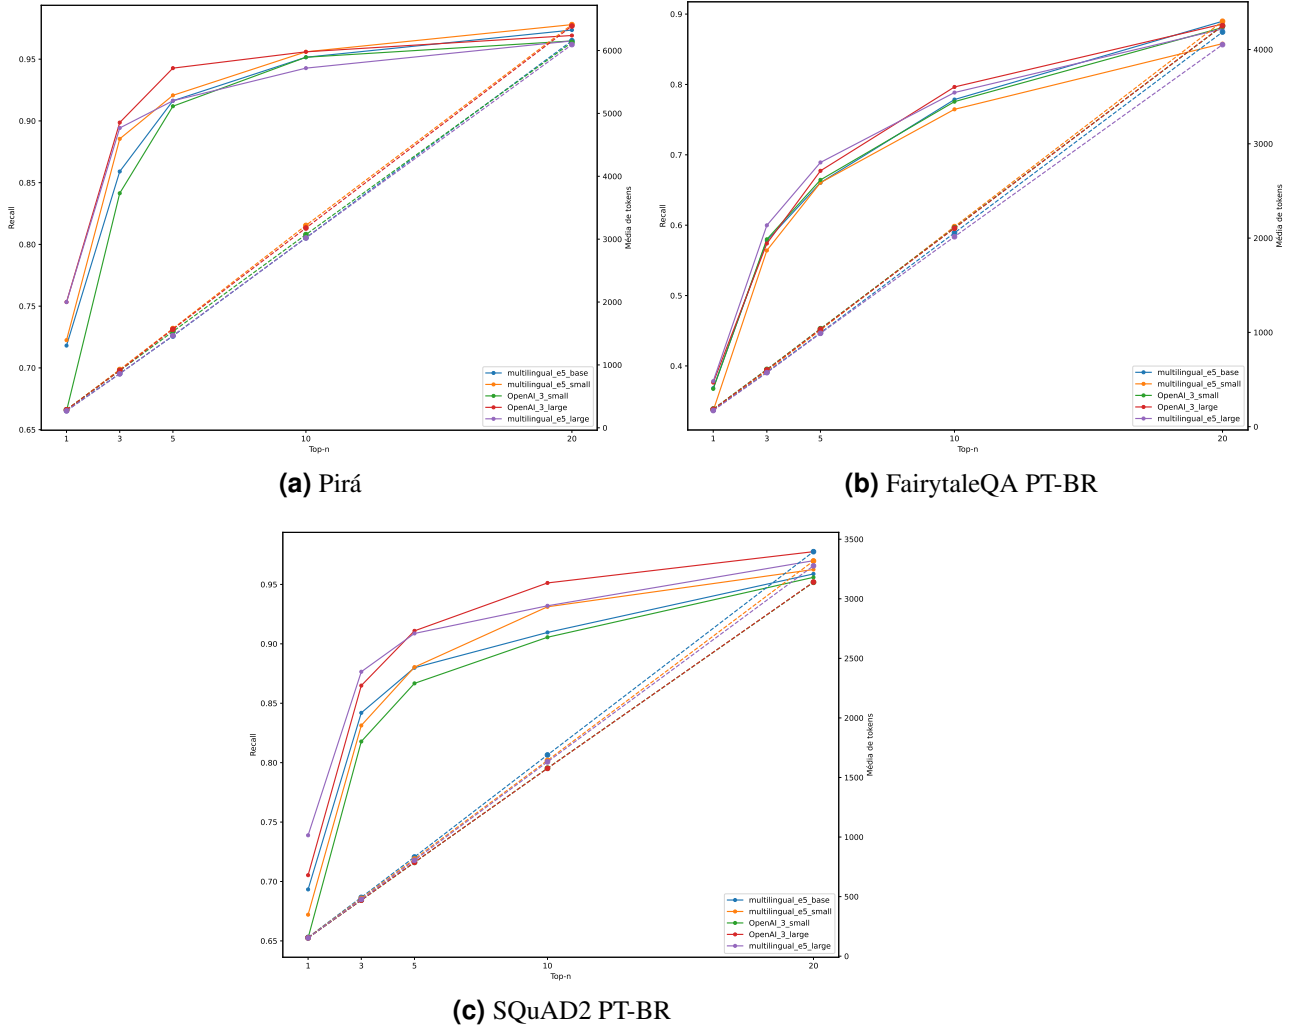 0.95
0.90
0.85
0.80
0.75
0.70
0.65
Recall
1
3
5
10
20
Top-n
6000
5000
4000
3000
2000
1000
0
Média de tokens
multilingual_e5_base
multilingual_e5_small
OpenAI_3_small
OpenAI_3_large
multilingual_e5_large
(a) Pirá
0.9
0.8
0.7
0.6
0.5
0.4
Recall
1
3
5
10
20
Top-n
4000
3000
2000
1000
0
Média de tokens
multilingual_e5_base
multilingual_e5_small
OpenAI_3_small
OpenAI_3_large
multilingual_e5_large
(b) FairytaleQA PT-BR
0.95
0.90
0.85
0.80
0.75
0.70
0.65
Recall
1
3
5
10
20
Top-n
3500
3000
2500
2000
1500
1000
500
0
Média de tokens
multilingual_e5_base
multilingual_e5_small
OpenAI_3_small
OpenAI_3_large
multilingual_e5_large
(c) SQuAD2 PT-BR